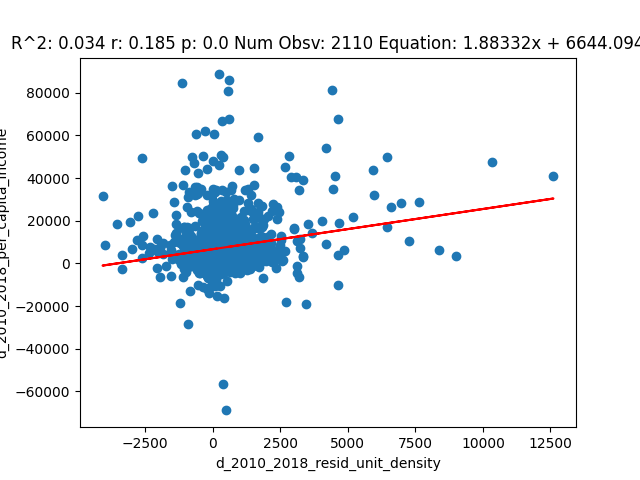 R^2: 0.034 r: 0.185 p: 0.0 Num Obsv: 2110 Equation: 1.88332x + 6644.094
80000
60000
40000
20000
0
−20000
−40000
−60000
d_2010_2018_per_capita_income
−2500 0 2500 5000 7500 10000 12500
d_2010_2018_resid_unit_density